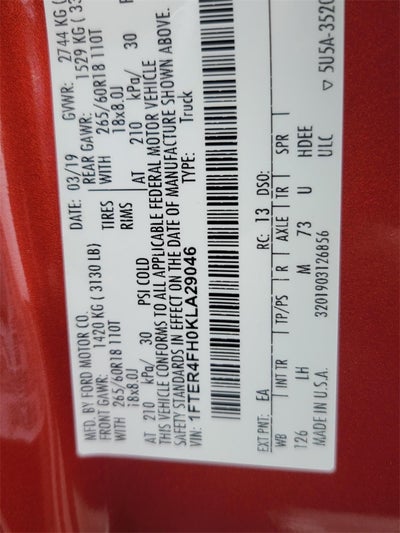 MFD. BY FORD MOTOR CO.
DATE: 03/19
GVWR: 2744 KG (
FRONT GAWR: 1420 KG ( 3130 LB)
REAR GAWR: 1529 KG ( 33
WITH
265/60R18 110T
TIRES
WITH
265/60R18 110T
18x8.0J
RIMS
18x8.0J
AT 210 kPa/ 30 PSI COLD
AT 210 kPa/ 30
THIS VEHICLE CONFORMS TO ALL APPLICABLE FEDERAL MOTOR VEHICLE
SAFETY STANDARDS IN EFFECT ON THE DATE OF MANUFACTURE SHOWN ABOVE.
VIN: 1FTER4FH0KLA29046
TYPE: Truck
EXT PNT: EA
RC: 13 DSO:
WB INT TR TP/PS R AXLE TR SPR
126 LH M 73 U HDEE
ULC
MADE IN U.S.A.
3201903126856
▽ 5U5A-3520